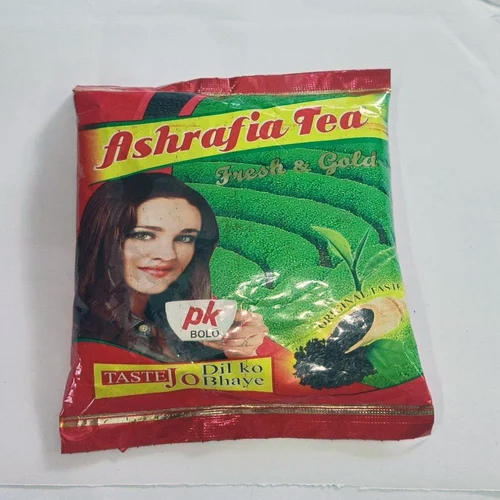 Ashrafia Tea
Fresh & Gold
ORIGINAL TASTE
pk
BOLO
TASTE JO Dil ko
Bhaye